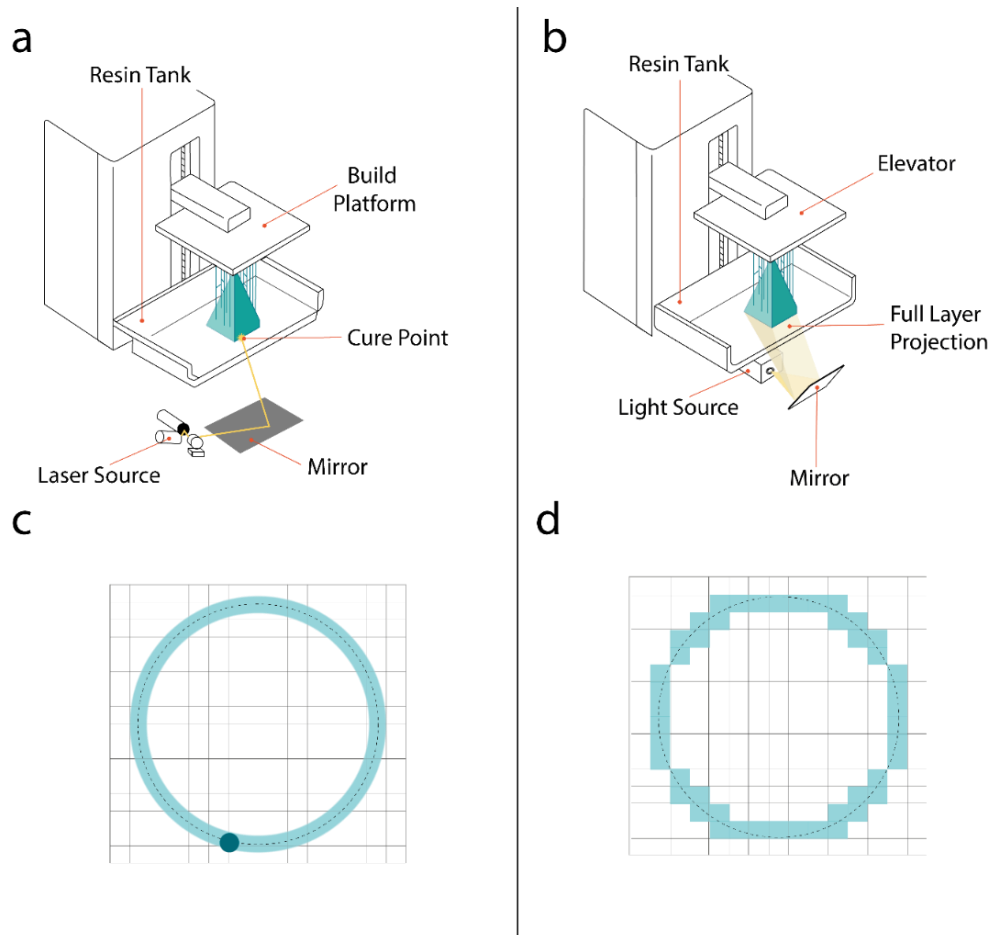 a
Resin Tank
Build
Platform
Cure Point
Laser Source
Mirror
b
Resin Tank
Elevator
Full Layer
Projection
Light Source
Mirror
c
d